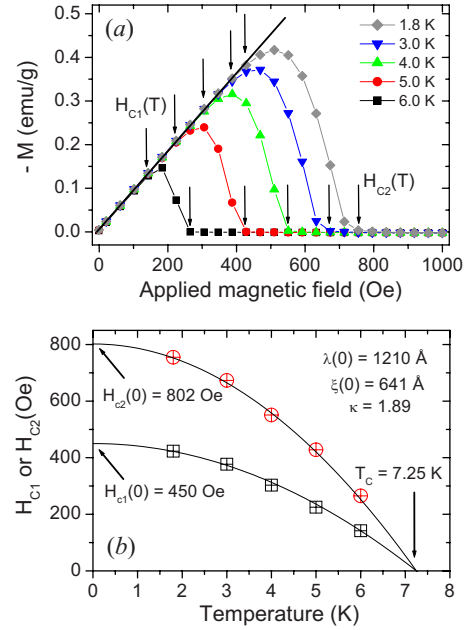 (a)
1.8 K
3.0 K
4.0 K
5.0 K
6.0 K
H_C1(T)
H_C2(T)
- M (emu/g)
0.0
0.1
0.2
0.3
0.4
0.5
0 200 400 600 800 1000
Applied magnetic field (Oe)
800
600
400
200
0
H_C1 or H_C2(Oe)
λ(0) = 1210 Å
ξ(0) = 641 Å
κ = 1.89
H_c2(0) = 802 Oe
T_C = 7.25 K
H_c1(0) = 450 Oe
(b)
0 1 2 3 4 5 6 7 8
Temperature (K)